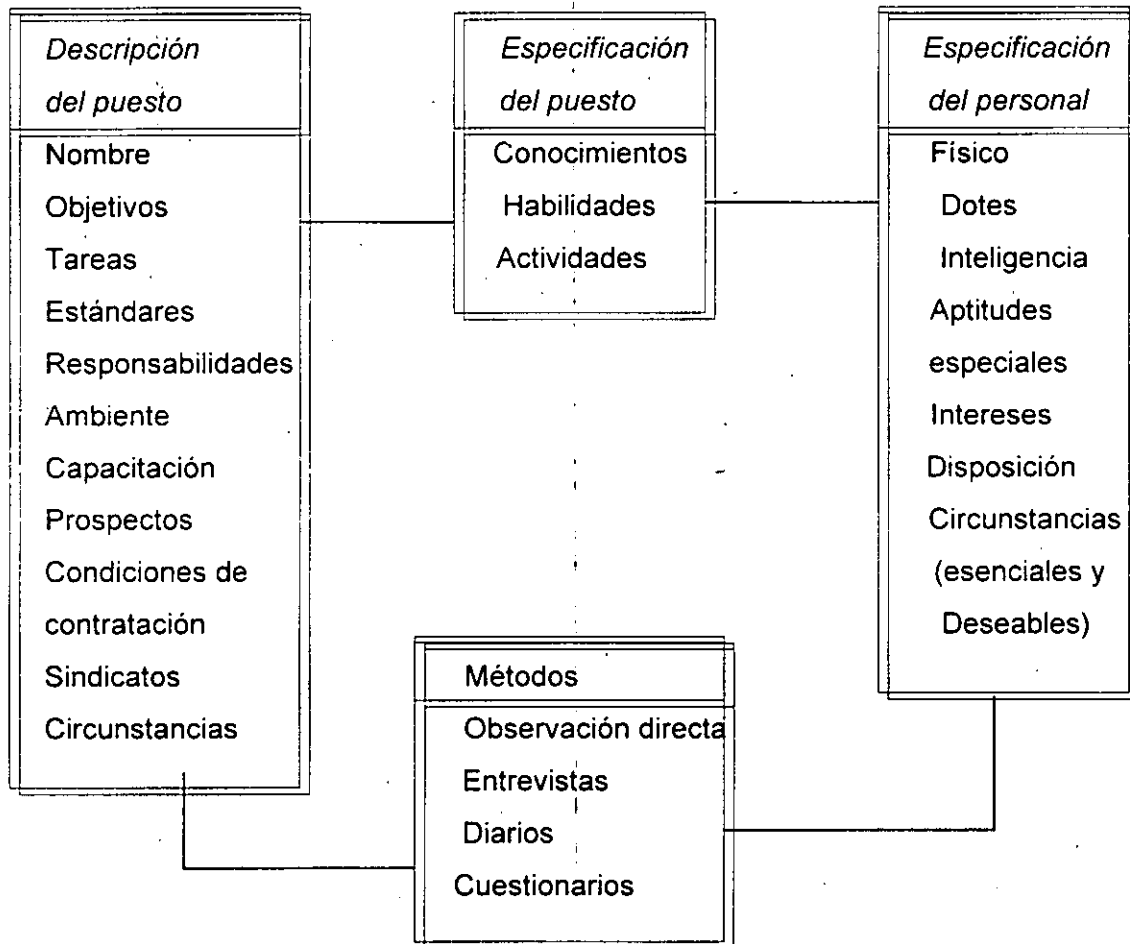 Descripción
del puesto
Nombre
Objetivos
Tareas
Estándares
Responsabilidades
Ambiente
Capacitación
Prospectos
Condiciones de
contratación
Sindicatos
Circunstancias
Especificación
del puesto
Conocimientos
Habilidades
Actividades
Especificación
del personal
Físico
Dotes
Inteligencia
Aptitudes
especiales
Intereses
Disposición
Circunstancias
(esenciales y
Deseables)
Métodos
Observación directa
Entrevistas
Diarios
Cuestionarios